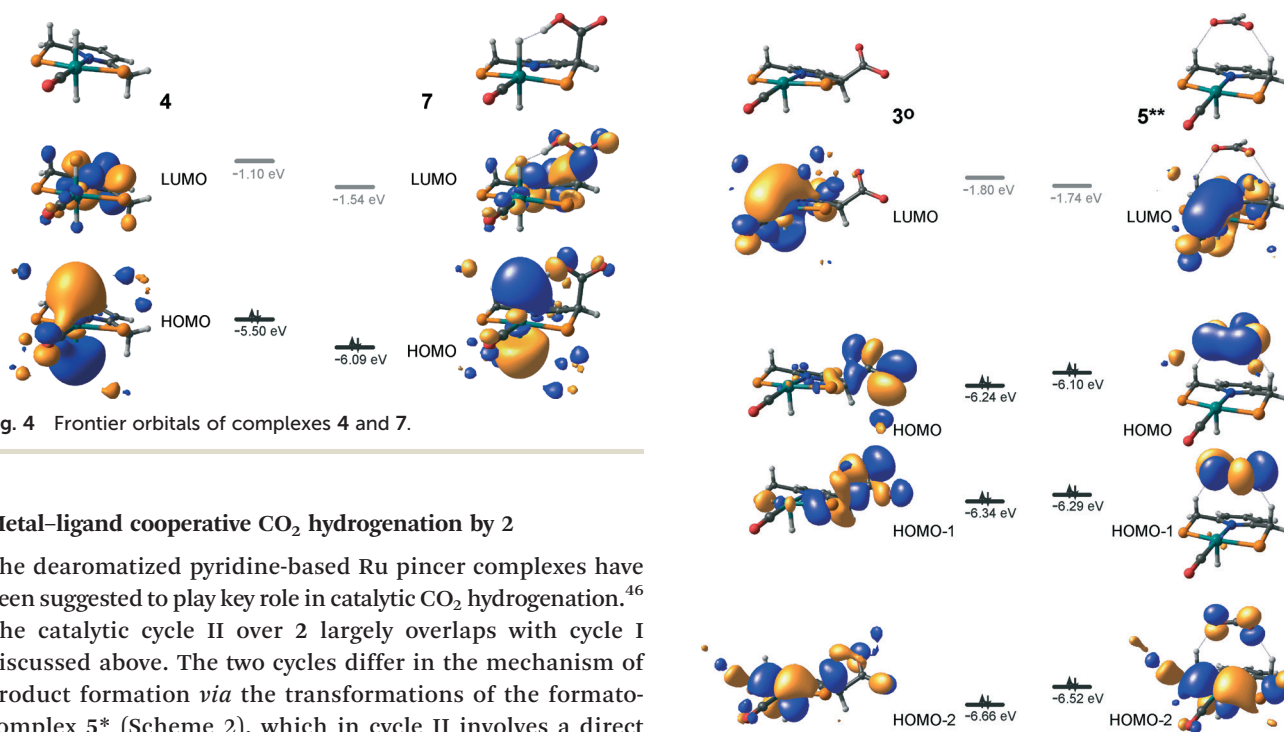 4
7
LUMO
−1.10 eV
−1.54 eV
LUMO
HOMO
−5.50 eV
−6.09 eV
HOMO
g. 4 Frontier orbitals of complexes 4 and 7.
etal–ligand cooperative CO₂ hydrogenation by 2
he dearomatized pyridine-based Ru pincer complexes have
een suggested to play key role in catalytic CO₂ hydrogenation.⁴⁶
he catalytic cycle II over 2 largely overlaps with cycle I
iscussed above. The two cycles differ in the mechanism of
roduct formation via the transformations of the formato-
omplex 5* (Scheme 2), which in cycle II involves a direct
3º
5**
LUMO
−1.80 eV
−1.74 eV
LUMO
HOMO
−6.24 eV
−6.10 eV
HOMO
HOMO-1
−6.34 eV
−6.29 eV
HOMO-1
HOMO-2
−6.66 eV
−6.52 eV
HOMO-2